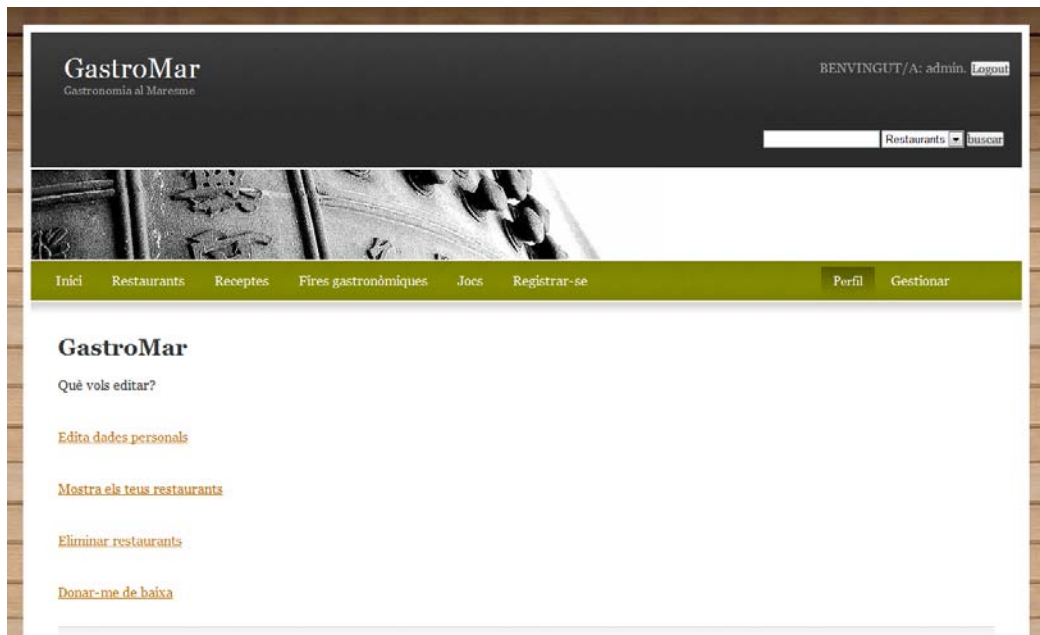 GastroMar
Gastronomia al Maresme
BENVINGUT/A: admin. Logout
Restaurants buscar
Inici Restaurants Receptes Fires gastronòmiques Jocs Registrar-se Perfil Gestionar
GastroMar
Què vols editar?
Edita dades personals
Mostra els teus restaurants
Eliminar restaurants
Donar-me de baixa